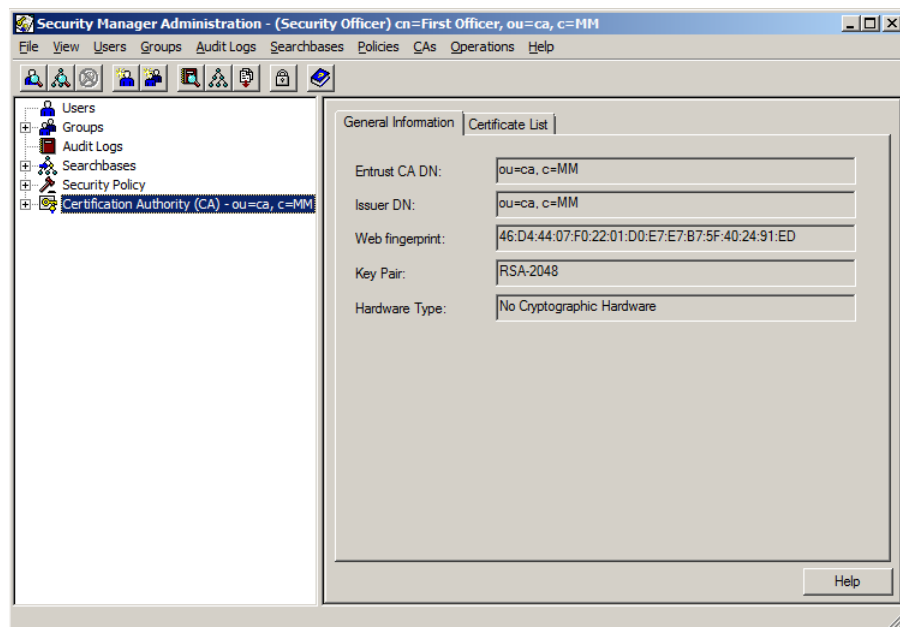 Security Manager Administration - (Security Officer) cn=First Officer, ou=ca, c=MM
File View Users Groups Audit Logs Searchbases Policies CAs Operations Help
Users
Groups
Audit Logs
Searchbases
Security Policy
Certification Authority (CA) - ou=ca, c=MM
General Information Certificate List
Entrust CA DN: ou=ca, c=MM
Issuer DN: ou=ca, c=MM
Web fingerprint: 46:D4:44:07:F0:22:01:D0:E7:E7:B7:5F:40:24:91:ED
Key Pair: RSA-2048
Hardware Type: No Cryptographic Hardware
Help